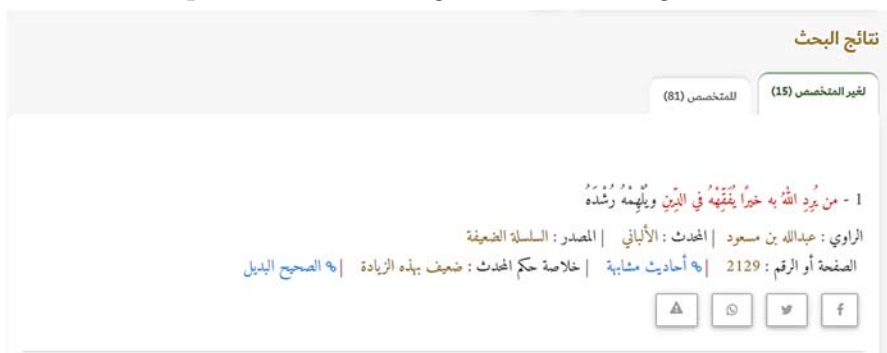 نتائج البحث
لغير المتخصص (15) للمتخصص (81)
1 - من يُرِدِ اللهُ به خيرًا يُفَقِّهْهُ في الدِّينِ ويُلْهِمْهُ رُشْدَهُ
الراوي : عبدالله بن مسعود | المحدث : الألباني | المصدر : السلسلة الضعيفة
الصفحة أو الرقم : 2129 | أحاديث مشابهة | خلاصة حكم المحدث : ضعيف بهذه الزيادة | الصحيح البديل